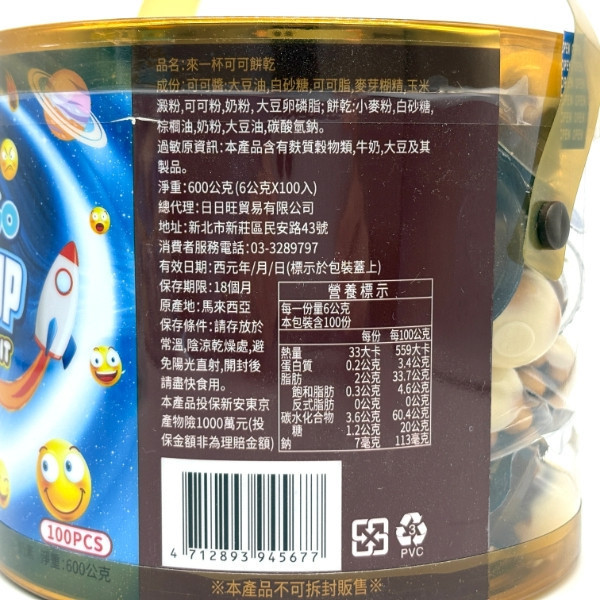 品名:來一杯可可餅乾
成份:可可醬:大豆油,白砂糖,可可脂,麥芽糊精,玉米
澱粉,可可粉,奶粉,大豆卵磷脂;餅乾:小麥粉,白砂糖,
棕櫚油,奶粉,大豆油,碳酸氫鈉。
過敏原資訊:本產品含有麩質穀物類,牛奶,大豆及其
製品。
淨重:600公克(6公克X100入)
總代理:日日旺貿易有限公司
地址:新北市新莊區民安路43號
消費者服務電話:03-3289797
有效日期:西元年/月/日(標示於包裝蓋上)
保存期限:18個月
原產地:馬來西亞
保存條件:請存放於
常溫,陰涼乾燥處,避
免陽光直射,開封後
請盡快食用。
本產品投保新安東京
產物險1000萬元(投
保金額非為理賠金額)
營養標示
每一份量6公克
本包裝含100份
每份 每100公克
熱量 33大卡 559大卡
蛋白質 0.2公克 3.4公克
脂肪 2公克 33.7公克
飽和脂肪 0.3公克 4.6公克
反式脂肪 0公克 0公克
碳水化合物 3.6公克 60.4公克
糖 1.2公克 20公克
鈉 7毫克 113毫克
4 712893 945677
3
PVC
※本產品不可拆封販售※
100PCS
淨重:600公克